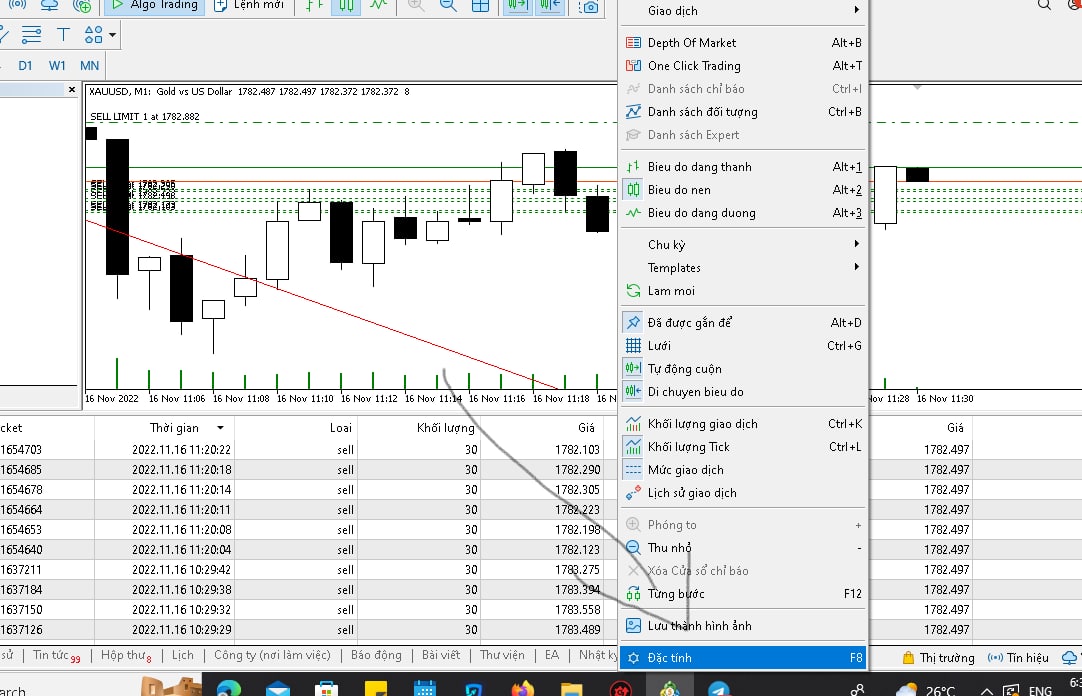 Algo Trading Lệnh mới
D1 W1 MN
XAUUSD, M1: Gold vs US Dollar 1782.487 1782.497 1782.372 1782.372 8
SELL LIMIT 1 at 1782.882
16 Nov 2022 16 Nov 11:06 16 Nov 11:08 16 Nov 11:10 16 Nov 11:12 16 Nov 11:14 16 Nov 11:16 16 Nov 11:18 16 N
Nov 11:28 16 Nov 11:30
Giao dịch
Depth Of Market Alt+B
One Click Trading Alt+T
Danh sách chỉ báo Ctrl+I
Danh sách đối tượng Ctrl+B
Danh sách Expert
Bieu do dang thanh Alt+1
Bieu do nen Alt+2
Bieu do dang duong Alt+3
Chu kỳ
Templates
Lam moi
Đã được gắn để Alt+D
Lưới Ctrl+G
Tự động cuộn
Di chuyen bieu do
Khối lượng giao dịch Ctrl+K
Khối lượng Tick Ctrl+L
Mức giao dịch
Lịch sử giao dịch
Phóng to +
Thu nhỏ -
Xóa Cửa sổ chỉ báo
Từng bước F12
Lưu thành hình ảnh
Đặc tính F8
cket Thời gian Loai Khối lượng Giá Giá
1654703 2022.11.16 11:20:22 sell 30 1782.103 1782.497
1654685 2022.11.16 11:20:18 sell 30 1782.290 1782.497
1654678 2022.11.16 11:20:14 sell 30 1782.305 1782.497
1654664 2022.11.16 11:20:11 sell 30 1782.223 1782.497
1654653 2022.11.16 11:20:08 sell 30 1782.198 1782.497
1654640 2022.11.16 11:20:04 sell 30 1782.123 1782.497
1637211 2022.11.16 10:29:42 sell 30 1783.275 1782.497
1637184 2022.11.16 10:29:38 sell 30 1783.394 1782.497
1637150 2022.11.16 10:29:32 sell 30 1783.558 1782.497
1637126 2022.11.16 10:29:29 sell 30 1783.489 1782.497
sử Tin tức 99 Hộp thư 8 Lịch Công ty (nơi làm việc) Báo động Bài viết Thư viện EA Nhật ký Thị trường Tín hiệu
arch 26°C ENG